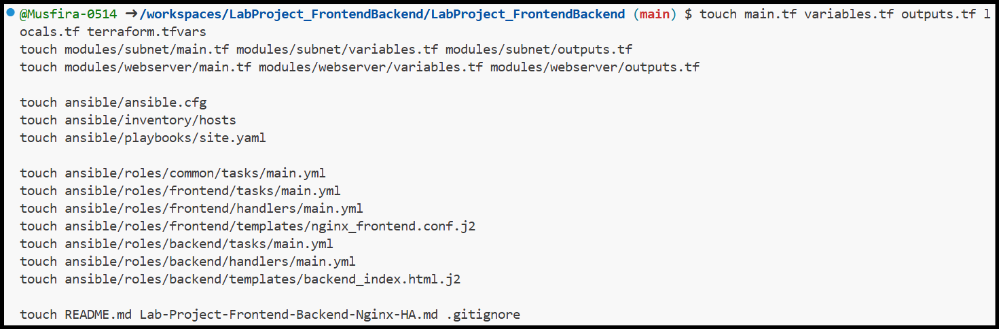 @Musfira-0514 ➜/workspaces/LabProject_FrontendBackend/LabProject_FrontendBackend (main) $ touch main.tf variables.tf outputs.tf l
ocals.tf terraform.tfvars
touch modules/subnet/main.tf modules/subnet/variables.tf modules/subnet/outputs.tf
touch modules/webserver/main.tf modules/webserver/variables.tf modules/webserver/outputs.tf
touch ansible/ansible.cfg
touch ansible/inventory/hosts
touch ansible/playbooks/site.yaml
touch ansible/roles/common/tasks/main.yml
touch ansible/roles/frontend/tasks/main.yml
touch ansible/roles/frontend/handlers/main.yml
touch ansible/roles/frontend/templates/nginx_frontend.conf.j2
touch ansible/roles/backend/tasks/main.yml
touch ansible/roles/backend/handlers/main.yml
touch ansible/roles/backend/templates/backend_index.html.j2
touch README.md Lab-Project-Frontend-Backend-Nginx-HA.md .gitignore